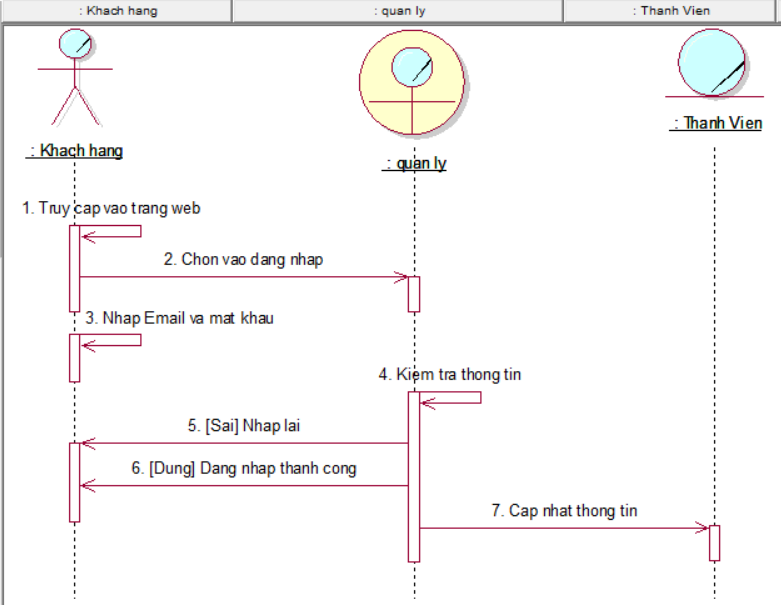 : Khach hang
: quan ly
: Thanh Vien
: Khach hang
: quan ly
: Thanh Vien
1. Truy cap vao trang web
2. Chon vao dang nhap
3. Nhap Email va mat khau
4. Kiem tra thong tin
5. [Sai] Nhap lai
6. [Dung] Dang nhap thanh cong
7. Cap nhat thong tin